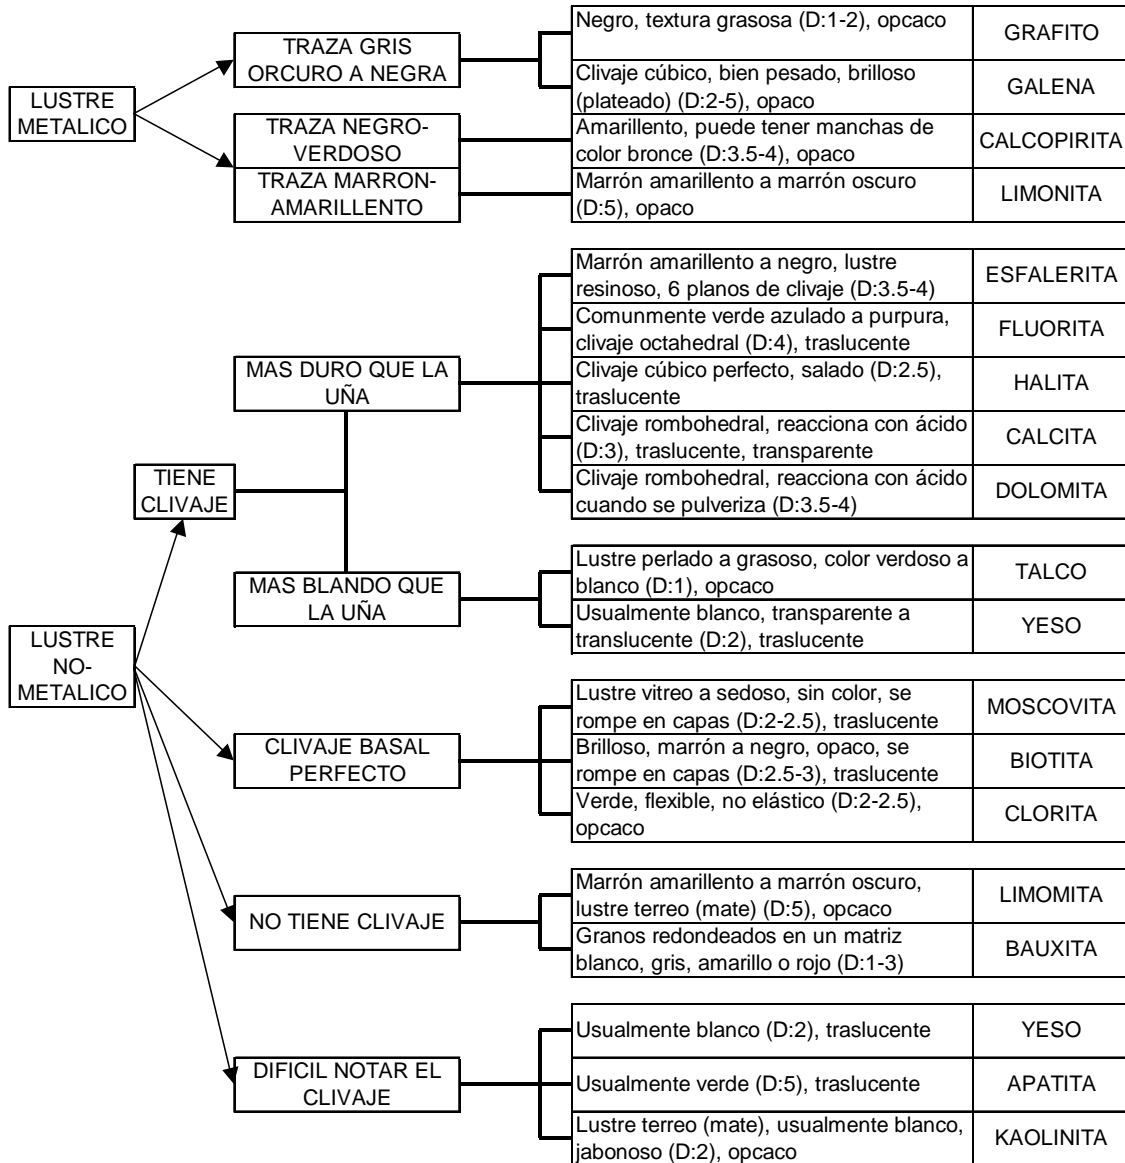 LUSTRE
METALICO
TRAZA GRIS
ORCURO A NEGRA
Negro, textura grasosa (D:1-2), opcaco
GRAFITO
Clivaje cúbico, bien pesado, brilloso
(plateado) (D:2-5), opaco
GALENA
TRAZA NEGRO-
VERDOSO
Amarillento, puede tener manchas de
color bronce (D:3.5-4), opaco
CALCOPIRITA
TRAZA MARRON-
AMARILLENTO
Marrón amarillento a marrón oscuro
(D:5), opaco
LIMONITA
LUSTRE
NO-
METALICO
TIENE
CLIVAJE
MAS DURO QUE LA
UÑA
Marrón amarillento a negro, lustre
resinoso, 6 planos de clivaje (D:3.5-4)
ESFALERITA
Comunmente verde azulado a purpura,
clivaje octahedral (D:4), traslucente
FLUORITA
Clivaje cúbico perfecto, salado (D:2.5),
traslucente
HALITA
Clivaje rombohedral, reacciona con ácido
(D:3), traslucente, transparente
CALCITA
Clivaje rombohedral, reacciona con ácido
cuando se pulveriza (D:3.5-4)
DOLOMITA
MAS BLANDO QUE
LA UÑA
Lustre perlado a grasoso, color verdoso a
blanco (D:1), opcaco
TALCO
Usualmente blanco, transparente a
translucente (D:2), traslucente
YESO
CLIVAJE BASAL
PERFECTO
Lustre vitreo a sedoso, sin color, se
rompe en capas (D:2-2.5), traslucente
MOSCOVITA
Brilloso, marrón a negro, opaco, se
rompe en capas (D:2.5-3), traslucente
BIOTITA
Verde, flexible, no elástico (D:2-2.5),
opcaco
CLORITA
NO TIENE CLIVAJE
Marrón amarillento a marrón oscuro,
lustre terreo (mate) (D:5), opcaco
LIMOMITA
Granos redondeados en un matriz
blanco, gris, amarillo o rojo (D:1-3)
BAUXITA
DIFICIL NOTAR EL
CLIVAJE
Usualmente blanco (D:2), traslucente
YESO
Usualmente verde (D:5), traslucente
APATITA
Lustre terreo (mate), usualmente blanco,
jabonoso (D:2), opcaco
KAOLINITA